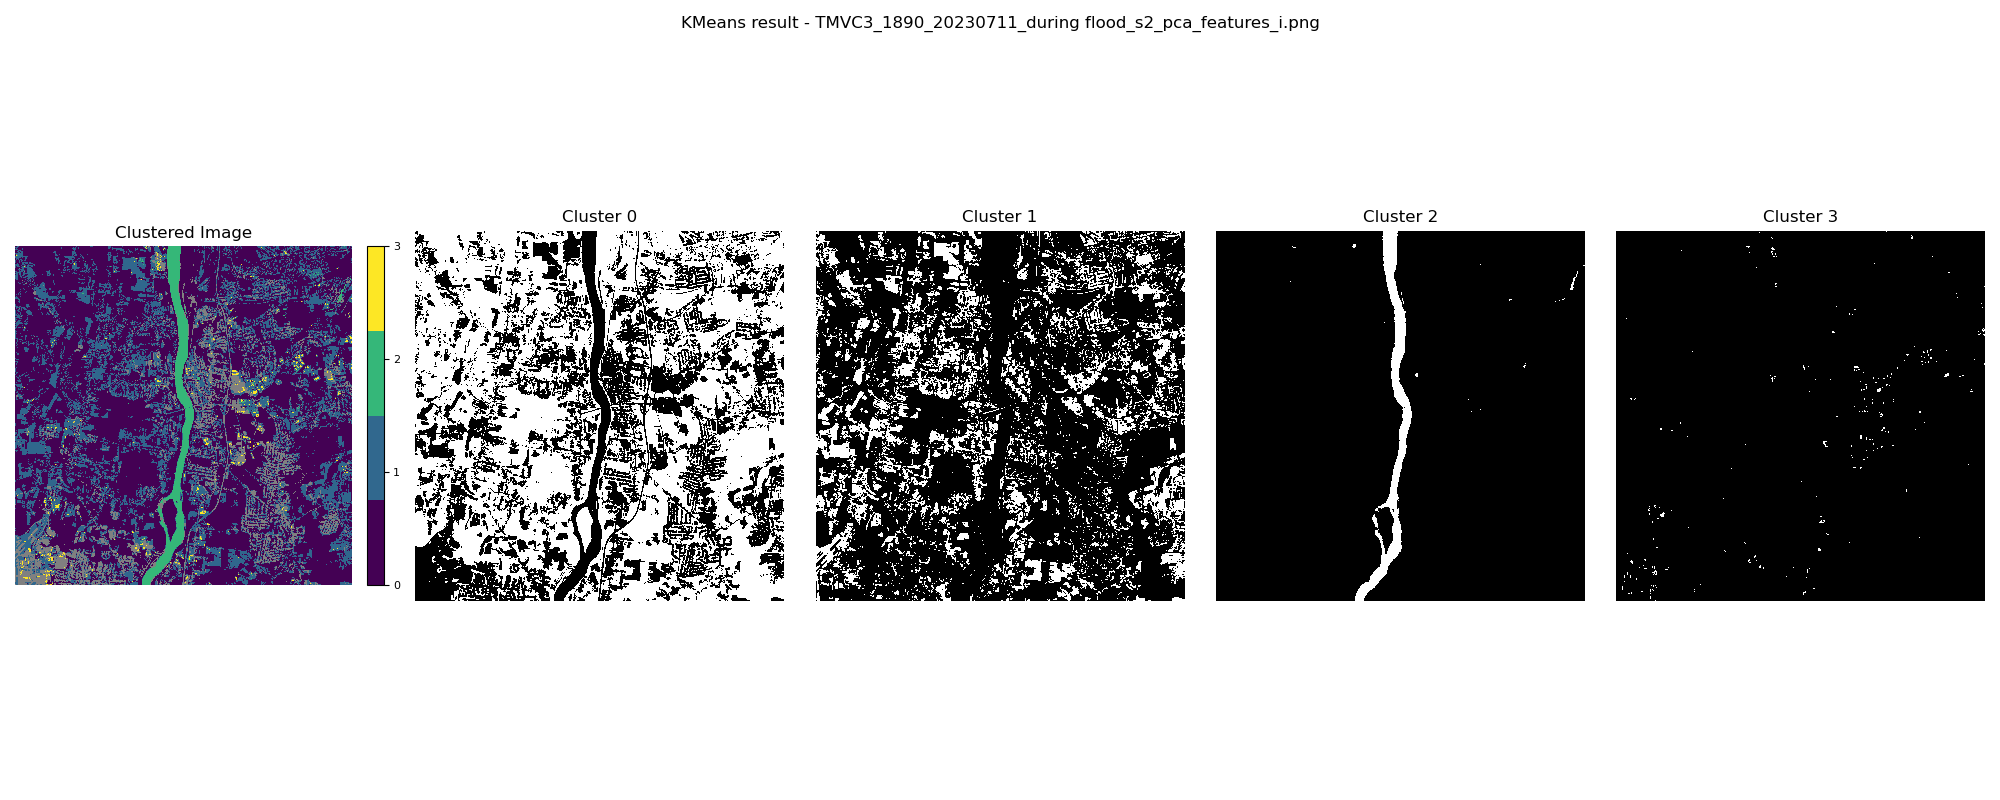 KMeans result - TMVC3_1890_20230711_during flood_s2_pca_features_i.png
Clustered Image
3
2
1
0
Cluster 0
Cluster 1
Cluster 2
Cluster 3